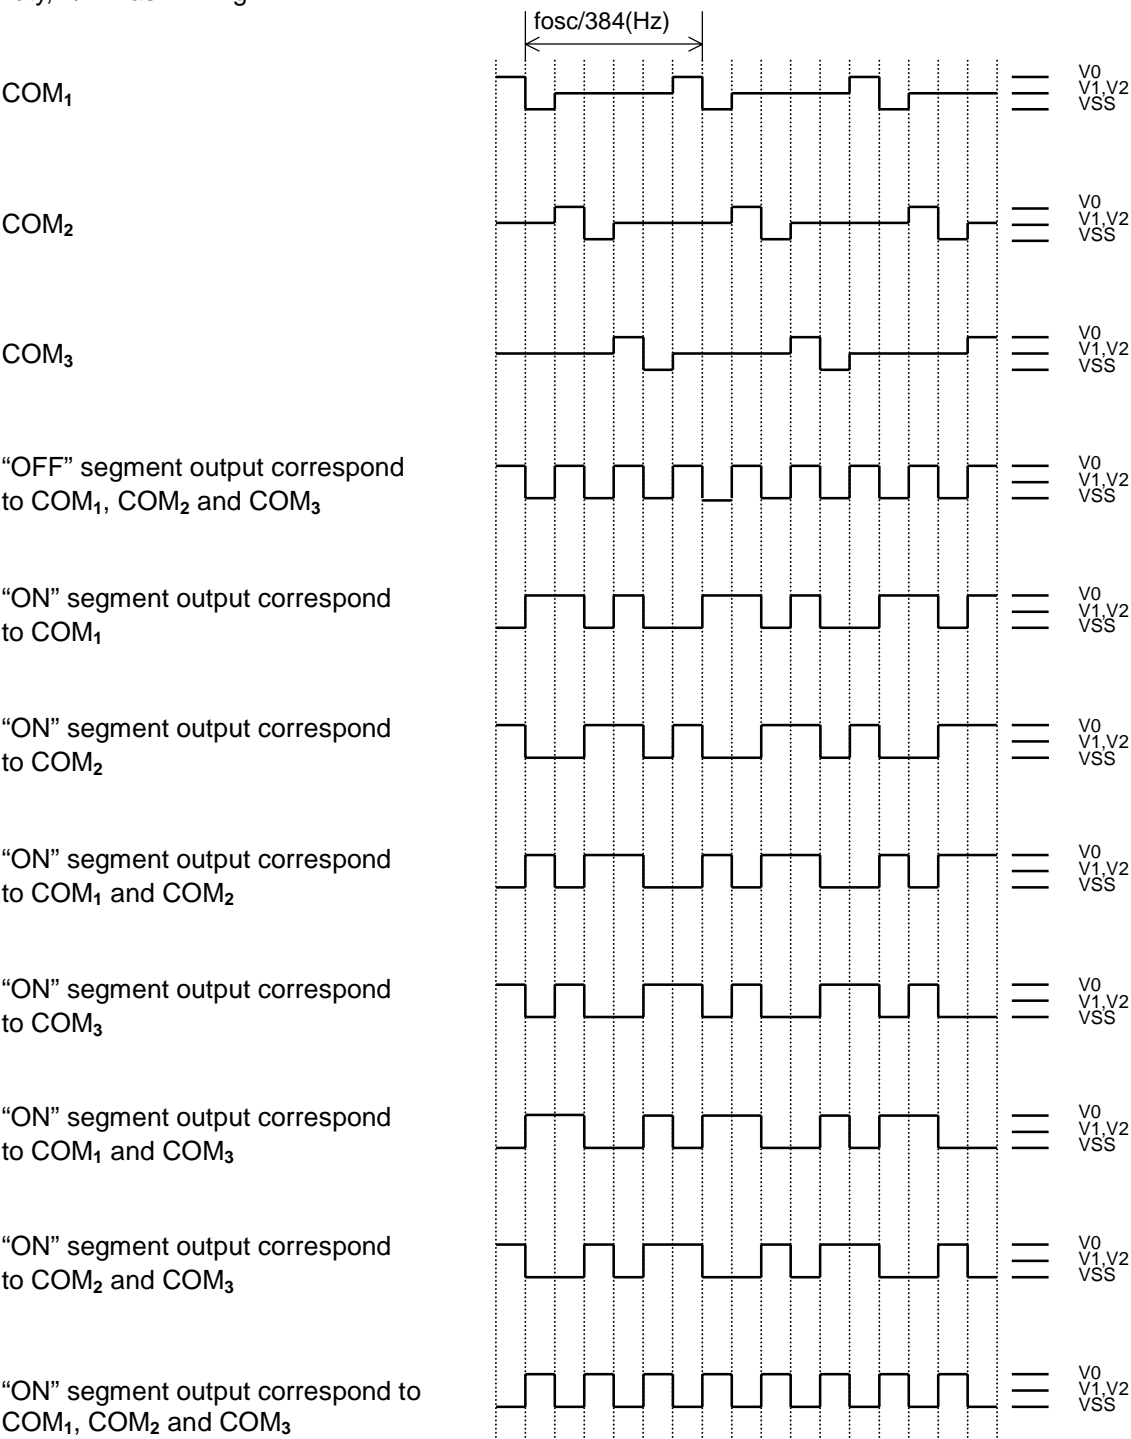 fosc/384(Hz)
COM₁
V0
V1,V2
VSS
COM₂
V0
V1,V2
VSS
COM₃
V0
V1,V2
VSS
“OFF” segment output correspond
to COM₁, COM₂ and COM₃
V0
V1,V2
VSS
“ON” segment output correspond
to COM₁
V0
V1,V2
VSS
“ON” segment output correspond
to COM₂
V0
V1,V2
VSS
“ON” segment output correspond
to COM₁ and COM₂
V0
V1,V2
VSS
“ON” segment output correspond
to COM₃
V0
V1,V2
VSS
“ON” segment output correspond
to COM₁ and COM₃
V0
V1,V2
VSS
“ON” segment output correspond
to COM₂ and COM₃
V0
V1,V2
VSS
“ON” segment output correspond to
COM₁, COM₂ and COM₃
V0
V1,V2
VSS